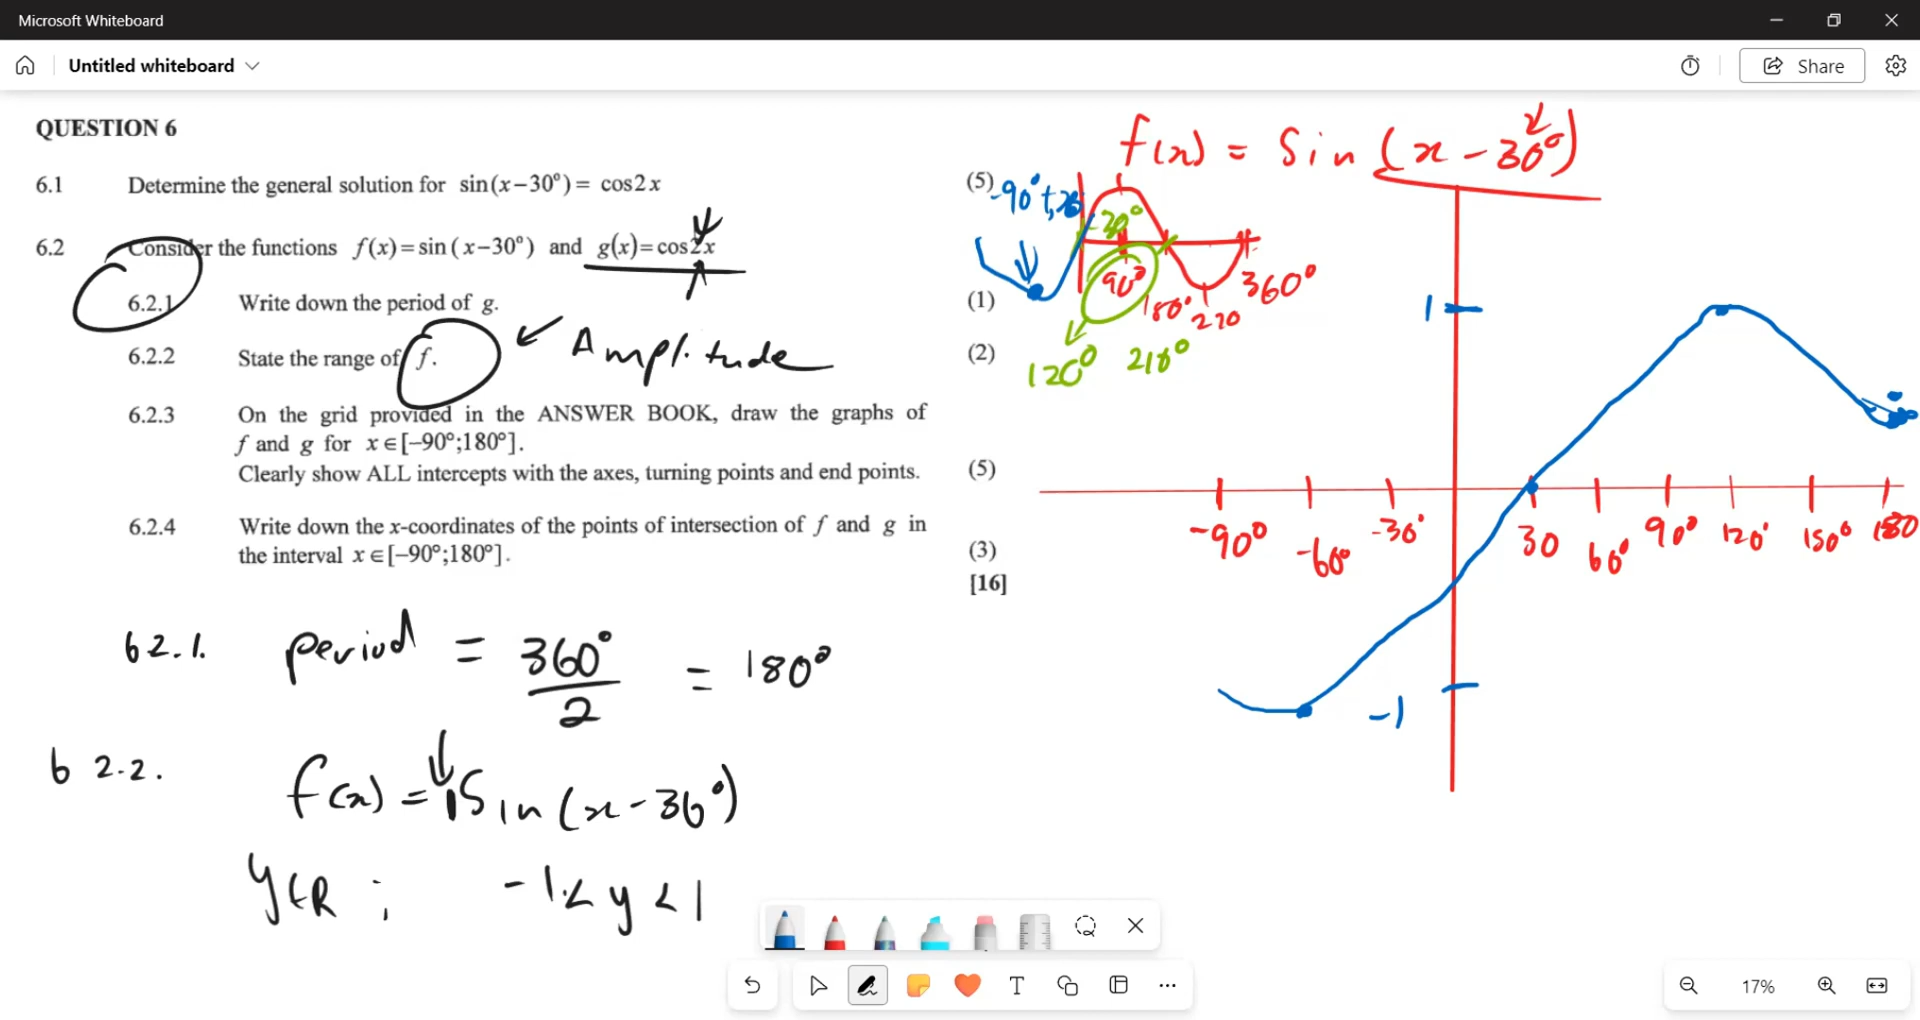 Microsoft Whiteboard
Untitled whiteboard
Share
QUESTION 6
6.1 Determine the general solution for sin(x−30°) = cos2x (5)
6.2 Consider the functions f(x)=sin(x−30°) and g(x)=cos2x
6.2.1 Write down the period of g. (1)
6.2.2 State the range of f. (2)
Amplitude
6.2.3 On the grid provided in the ANSWER BOOK, draw the graphs of
f and g for x∈[−90°;180°].
Clearly show ALL intercepts with the axes, turning points and end points. (5)
6.2.4 Write down the x-coordinates of the points of intersection of f and g in
the interval x∈[−90°;180°]. (3)
[16]
62.1. period = 360°/2 = 180°
6 2.2. f(x) = 1Sin(x-30°)
y∈R ; -1<y<1
f(x) = Sin(x-30°)
-90°+
30°
90°
180°
270
360°
120° 210°
1
-90° -60° -30° 30 60° 90° 120° 150° 180
-1
17%